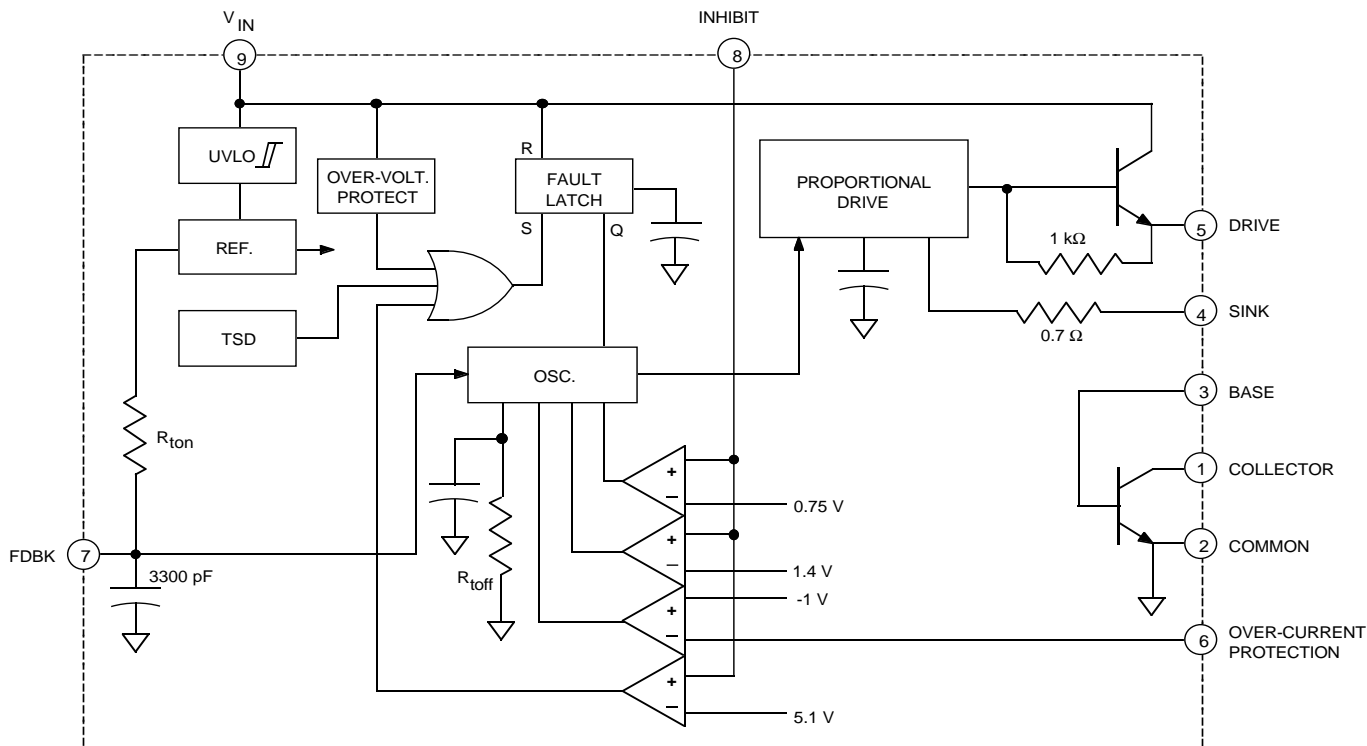 V IN
INHIBIT
9
8
UVLO
OVER-VOLT.
PROTECT
R
FAULT
LATCH
S
Q
PROPORTIONAL
DRIVE
REF.
1 kΩ
5
DRIVE
TSD
0.7 Ω
4
SINK
OSC.
3
BASE
Rton
+
–
0.75 V
1
COLLECTOR
FDBK
7
3300 pF
Rtoff
+
–
1.4 V
2
COMMON
+
–
-1 V
6
OVER-CURRENT
PROTECTION
+
–
5.1 V